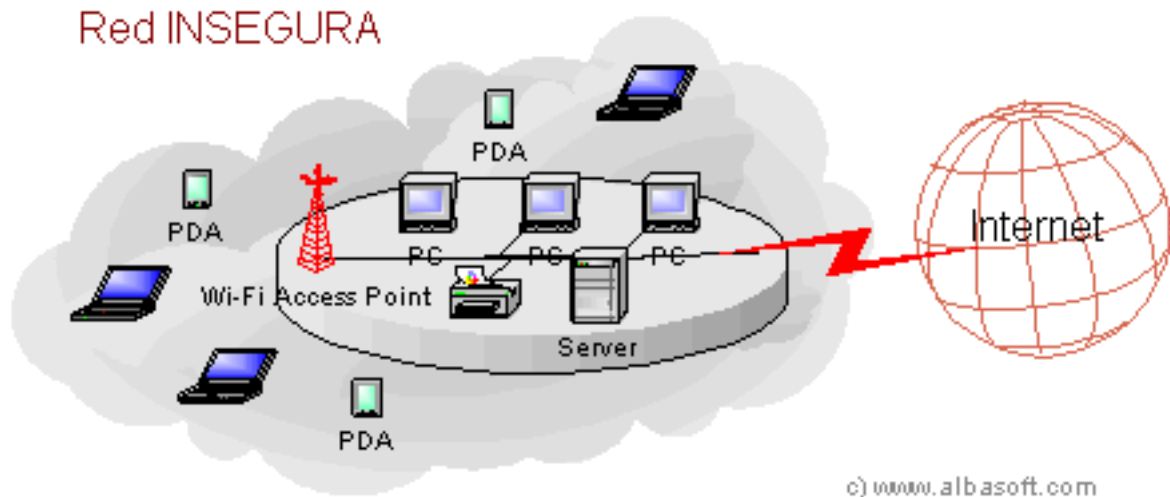 Red INSEGURA
PDA
PDA
Internet
PC
PC
PC
Wi-Fi Access Point
Server
PDA
c) www.albasoft.com